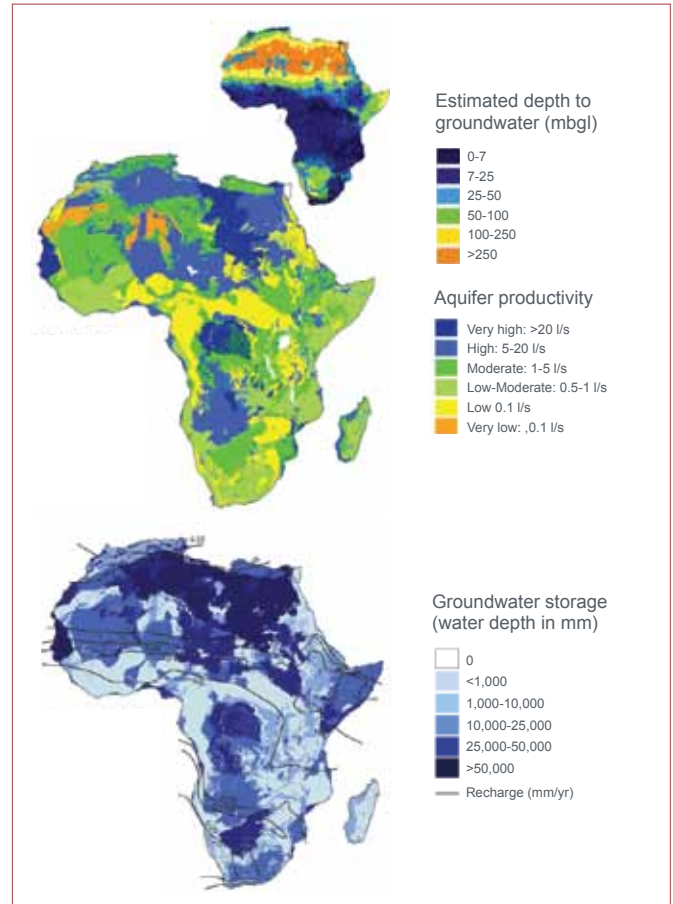 Estimated depth to
groundwater (mbgl)
0-7
7-25
25-50
50-100
100-250
>250
Aquifer productivity
Very high: >20 l/s
High: 5-20 l/s
Moderate: 1-5 l/s
Low-Moderate: 0.5-1 l/s
Low 0.1 l/s
Very low: ,0.1 l/s
Groundwater storage
(water depth in mm)
0
<1,000
1,000-10,000
10,000-25,000
25,000-50,000
>50,000
Recharge (mm/yr)